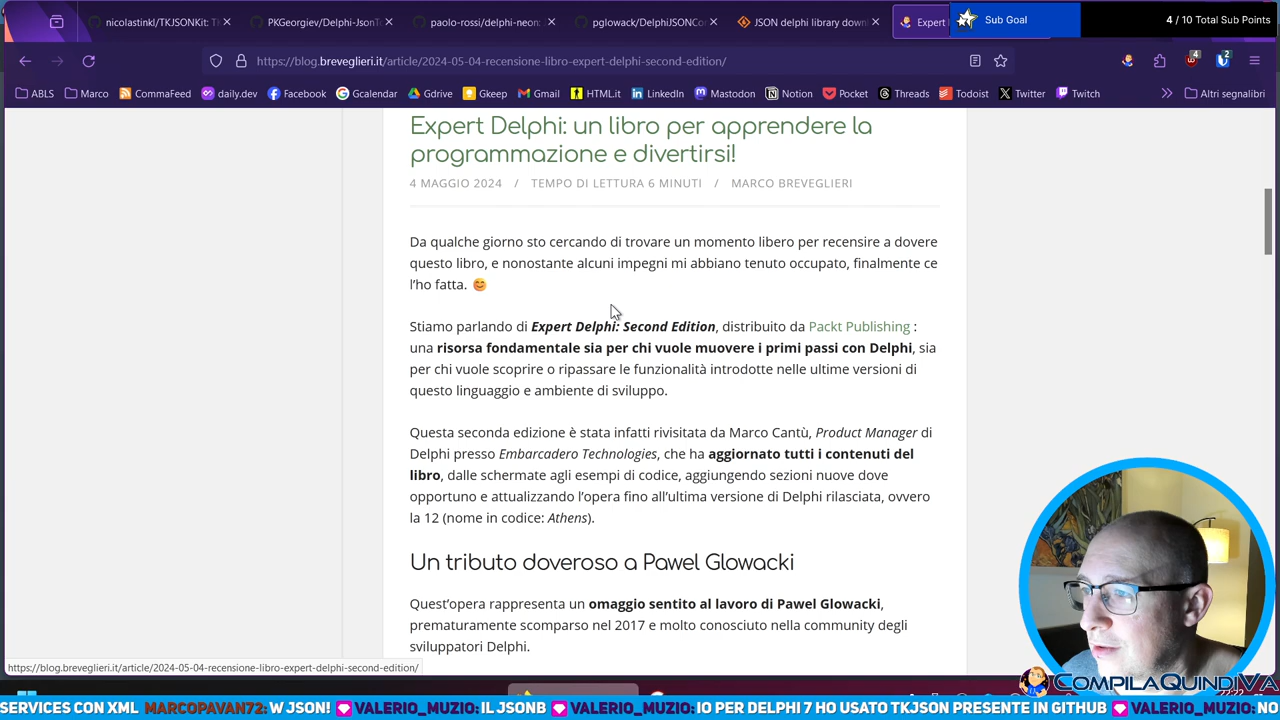 nicolastinkl/TKJSONKit: T
PKGeorgiev/Delphi-JsonT
paolo-rossi/delphi-neon:
pglowack/DelphiJSONCo
JSON delphi library down
Expert
Sub Goal
4 / 10 Total Sub Points
https://blog.breveglieri.it/article/2024-05-04-recensione-libro-expert-delphi-second-edition/
4
2
ABLS
Marco
CommaFeed
daily.dev
Facebook
Gcalendar
Gdrive
Gkeep
Gmail
HTML.it
LinkedIn
Mastodon
Notion
Pocket
Threads
Todoist
Twitter
Twitch
Altri segnalibri
Expert Delphi: un libro per apprendere la
programmazione e divertirsi!
4 MAGGIO 2024 / TEMPO DI LETTURA 6 MINUTI / MARCO BREVEGLIERI
Da qualche giorno sto cercando di trovare un momento libero per recensire a dovere
questo libro, e nonostante alcuni impegni mi abbiano tenuto occupato, finalmente ce
l'ho fatta. 😊
Stiamo parlando di Expert Delphi: Second Edition, distribuito da Packt Publishing :
una risorsa fondamentale sia per chi vuole muovere i primi passi con Delphi, sia
per chi vuole scoprire o ripassare le funzionalità introdotte nelle ultime versioni di
questo linguaggio e ambiente di sviluppo.
Questa seconda edizione è stata infatti rivisitata da Marco Cantù, Product Manager di
Delphi presso Embarcadero Technologies, che ha aggiornato tutti i contenuti del
libro, dalle schermate agli esempi di codice, aggiungendo sezioni nuove dove
opportuno e attualizzando l'opera fino all'ultima versione di Delphi rilasciata, ovvero
la 12 (nome in codice: Athens).
Un tributo doveroso a Pawel Glowacki
Quest'opera rappresenta un omaggio sentito al lavoro di Pawel Glowacki,
prematuramente scomparso nel 2017 e molto conosciuto nella community degli
sviluppatori Delphi.
https://blog.breveglieri.it/article/2024-05-04-recensione-libro-expert-delphi-second-edition/
COMPILAQUINDIVA
SERVICES CON XML MARCOPAVAN72: W JSON! VALERIO_MUZIO: IL JSONB VALERIO_MUZIO: IO PER DELPHI 7 HO USATO TKJSON PRESENTE IN GITHUB VALERIO_MUZIO: NO